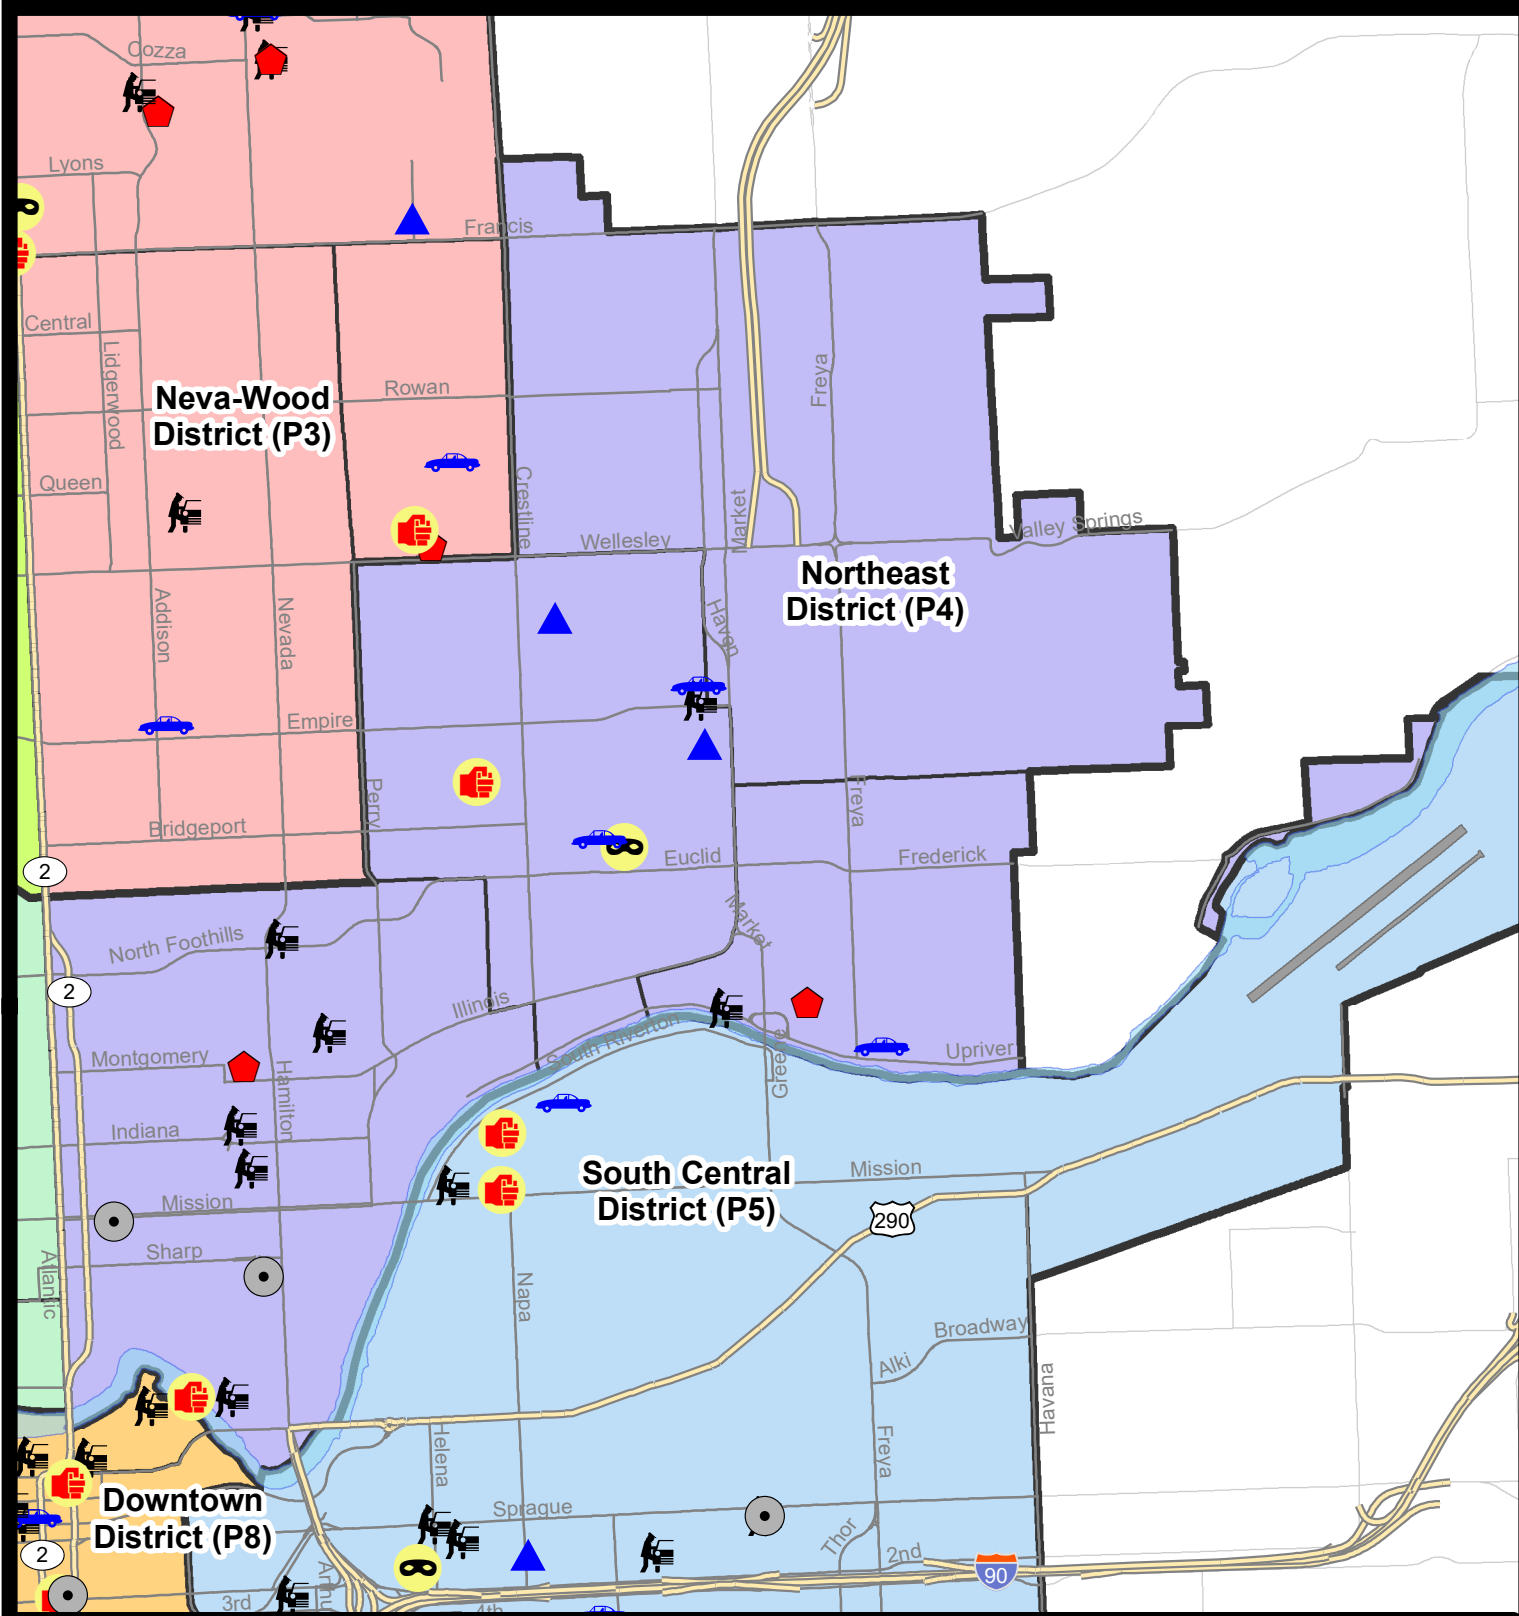 Cozza
Lyons
Francis
Central
Lidgerwood
Rowan
Freya
Neva-Wood
District (P3)
Queen
Crestline
Market
Valley Springs
Wellesley
Northeast
District (P4)
Addison
Nevada
Haven
Empire
Perry
Freya
Bridgeport
Euclid
Frederick
2
Market
North Foothills
2
Illinois
South Riverton
Greene
Upriver
Montgomery
Hamilton
Indiana
South Central
District (P5)
Mission
Mission
290
Sharp
Atlantic
Napa
Broadway
Alki
Havana
Helena
Freya
Downtown
District (P8)
Sprague
Thor
2nd
2
90
3rd
4th